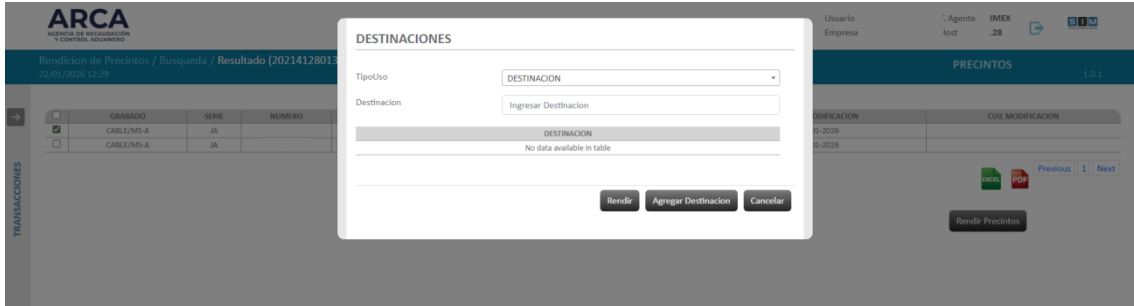 ARCA
AGENCIA DE RECAUDACIÓN
Y CONTROL ADUANERO
Usuario
Agente IMEX
Empresa
Host .28
SIM
Rendicion de Precintos / Busqueda / Resultado (20214128013
22/01/2026 12:29
PRECINTOS
1.0.1
DESTINACIONES
TipoUso
DESTINACION
Destinacion
Ingresar Destinacion
DESTINACION
No data available in table
Rendir
Agregar Destinacion
Cancelar
GRABADO SERIE NUMERO
CUIL MODIFICACION
CABLE/MS-A JA
01-2026
CABLE/MS-A JA
01-2026
EXCEL
PDF
Previous 1 Next
Rendir Precintos
TRANSACCIONES